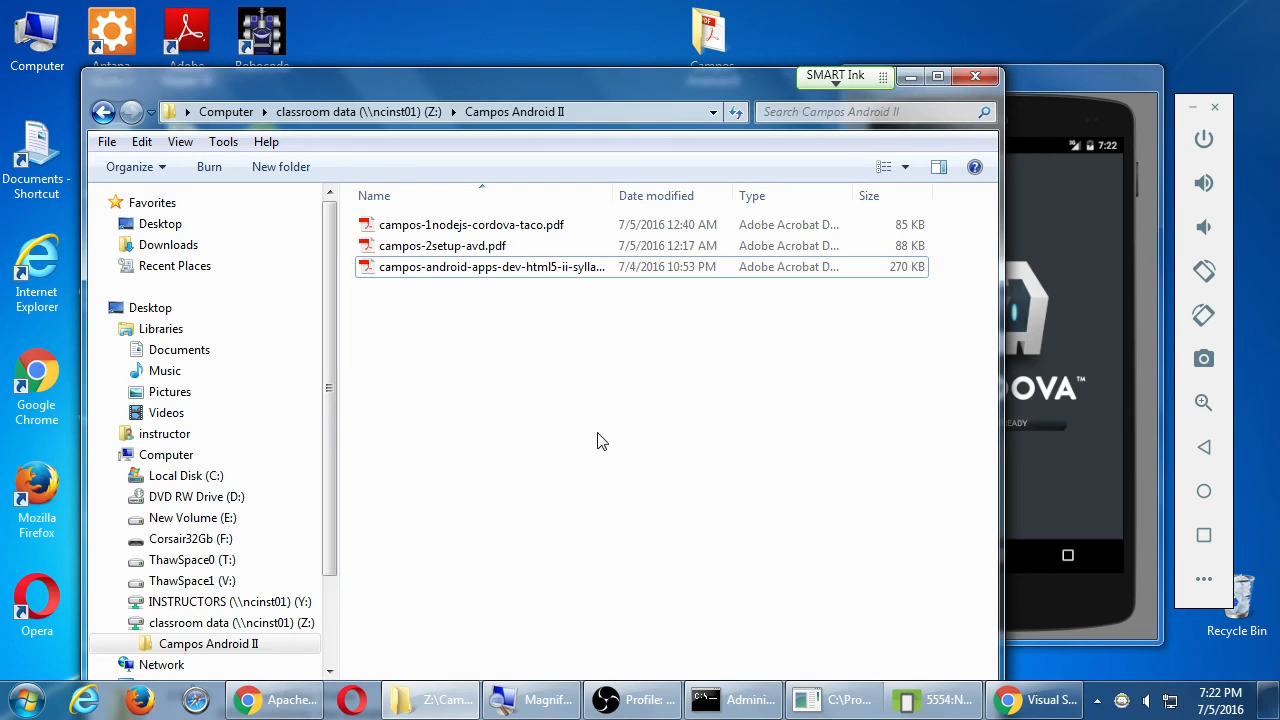 Computer
Aptana
Adobe
Robocode
Campos
SMART Ink
Computer
classroom data (\\ncinst01) (Z:)
Campos Android II
Search Campos Android II
File
Edit
View
Tools
Help
Organize
Burn
New folder
Name
Date modified
Type
Size
campos-1nodejs-cordova-taco.pdf
7/5/2016 12:40 AM
Adobe Acrobat D...
85 KB
campos-2setup-avd.pdf
7/5/2016 12:17 AM
Adobe Acrobat D...
88 KB
campos-android-apps-dev-html5-ii-sylla...
7/4/2016 10:53 PM
Adobe Acrobat D...
270 KB
Favorites
Desktop
Downloads
Recent Places
Desktop
Libraries
Documents
Music
Pictures
Videos
instructor
Computer
Local Disk (C:)
DVD RW Drive (D:)
New Volume (E:)
Corsair32Gb (F:)
ThawSpace0 (T:)
ThawSpace1 (V:)
INSTRUCTORS (\\ncinst01) (Y:)
classroom data (\\ncinst01) (Z:)
Campos Android II
Network
Documents -
Shortcut
Internet
Explorer
Google
Chrome
Mozilla
Firefox
Opera
3G
7:22
DOVA™
EADY
Recycle Bin
Apache...
Z:\Cam...
Magnif...
Profile: ...
Admini...
C:\Pro...
5554:N...
Visual S...
7:22 PM
7/5/2016